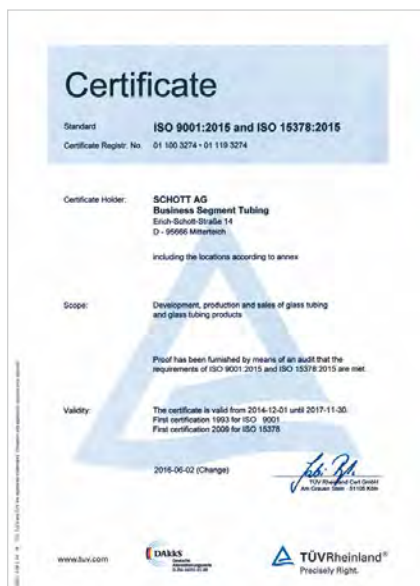 Certificate
Standard ISO 9001:2015 and ISO 15378:2015
Certificate Registr. No. 01 100 3274 • 01 119 3274
Certificate Holder: SCHOTT AG
Business Segment Tubing
Erich-Schott-Straße 14
D - 95666 Mitterteich
including the locations according to annex
Scope: Development, production and sales of glass tubing
and glass tubing products
Proof has been furnished by means of an audit that the
requirements of ISO 9001:2015 and ISO 15378:2015 are met.
Validity: The certificate is valid from 2014-12-01 until 2017-11-30.
First certification 1993 for ISO 9001
First certification 2009 for ISO 15378
2016-06-02 (Change)
TÜV Rheinland Cert GmbH
Am Grauen Stein · 51105 Köln
www.tuv.com
DAkkS
Deutsche
Akkreditierungsstelle
TÜVRheinland®
Precisely Right.